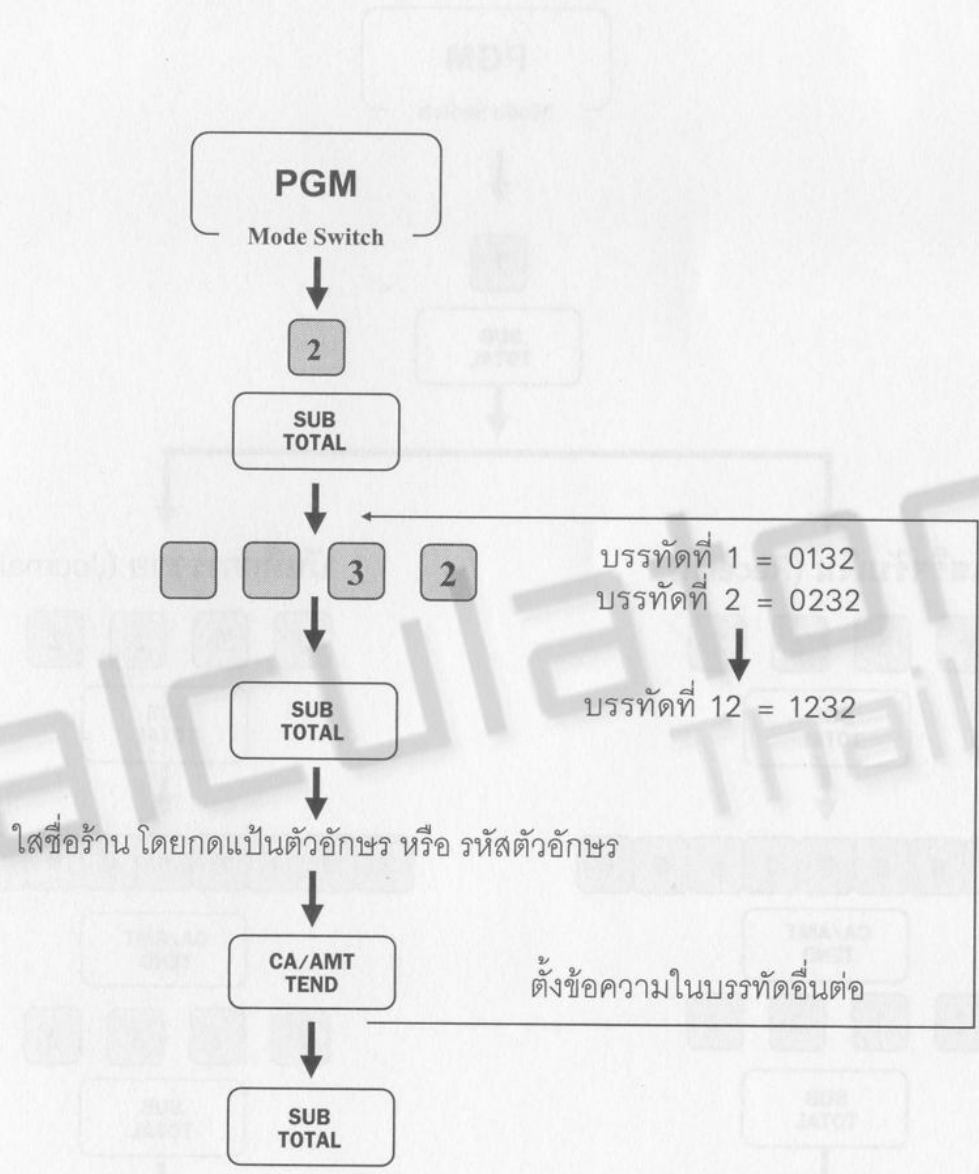 PGM
Mode Switch
2
SUB
TOTAL
3 2
บรรทัดที่ 1 = 0132
บรรทัดที่ 2 = 0232
บรรทัดที่ 12 = 1232
SUB
TOTAL
ใส่ชื่อร้าน โดยกดแป้นตัวอักษร หรือ รหัสตัวอักษร
CA/AMT
TEND
ตั้งข้อความในบรรทัดอื่นต่อ
SUB
TOTAL
alculator
Thail